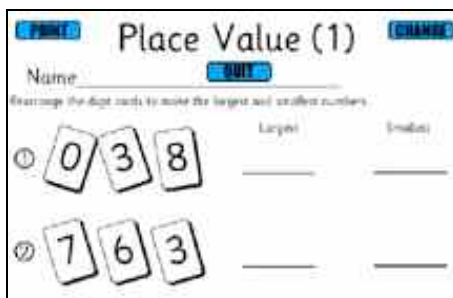 PRINT Place Value (1) CHANGE
Name QUIT
Rearrange the digit cards to make the largest and smallest numbers
Largest Smallest
① 0 3 8
② 7 6 3